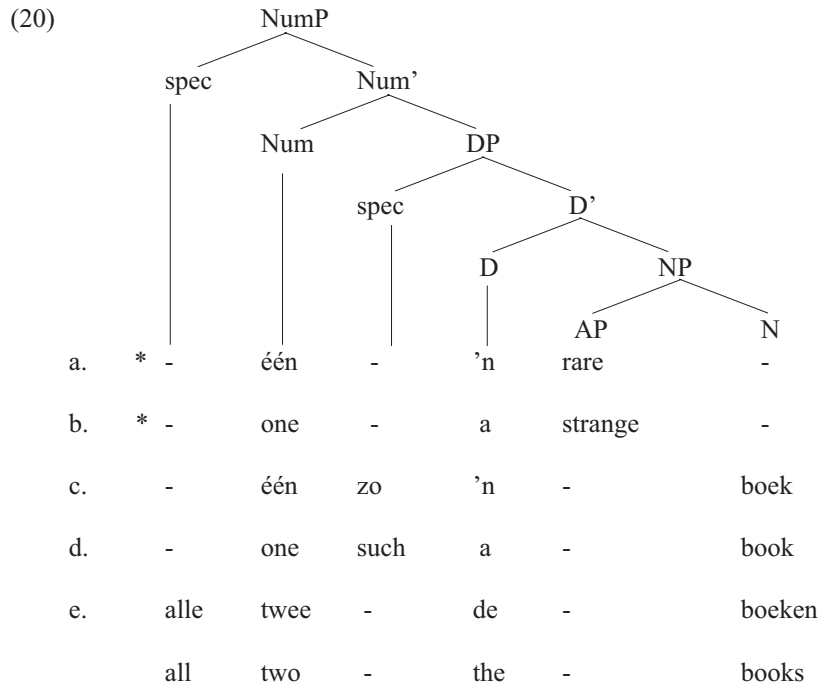 (20) NumP
spec Num’
Num DP
spec D’
D NP
AP N
a. * - één - ’n rare -
b. * - one - a strange -
c. - één zo ’n - boek
d. - one such a - book
e. alle twee - de - boeken
all two - the - books